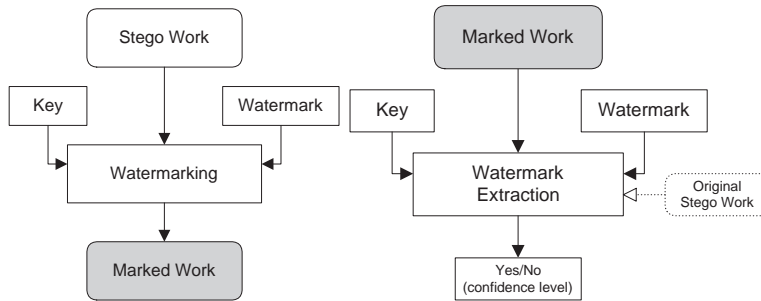 Stego Work
Key
Watermark
Watermarking
Marked Work
Marked Work
Key
Watermark
Watermark
Extraction
Original
Stego Work
Yes/No
(confidence level)